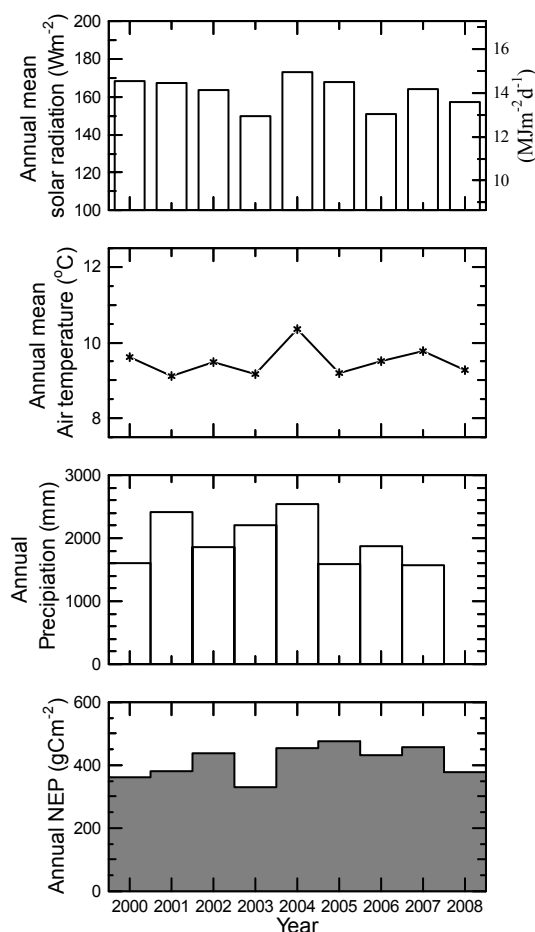 Annual mean
solar radiation (Wm-2)
200
180
160
140
120
100
16
14
12
10
(MJm-2d-1)
Annual mean
Air temperature (oC)
12
10
8
Annual
Precipiation (mm)
3000
2000
1000
0
Annual NEP (gCm-2)
600
400
200
0
2000 2001 2002 2003 2004 2005 2006 2007 2008
Year